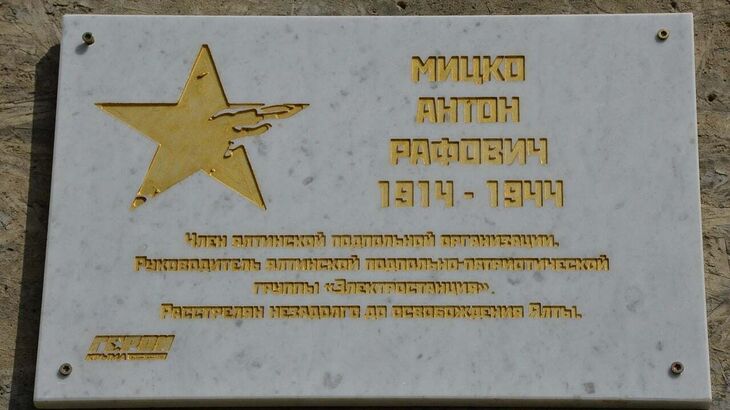 МИЦКО
АНТОН
РАФОВИЧ
1914 - 1944
Член ялтинской подпольной организации.
Руководитель ялтинской подпольно-патриотической
группы «Электростанция».
Расстрелян незадолго до освобождения Ялты.
ГЕРОИ
КРЫМА